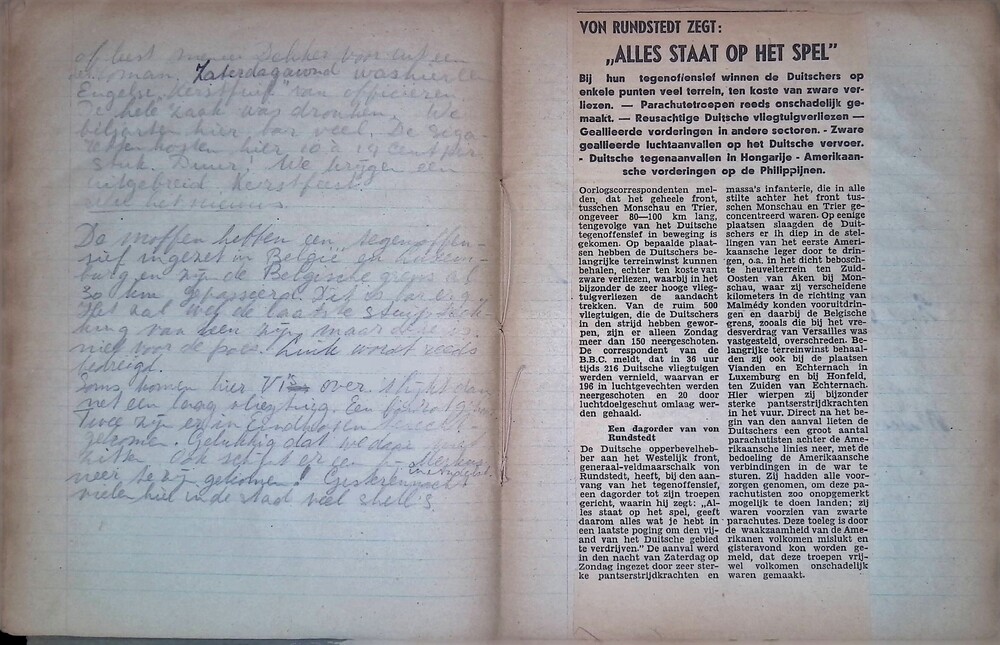 of best
roman. Zaterdagavond was hier
Engelse "Kerstfuif" van officieren.
De hele zaak was dronken. We
biljarten hier bar veel. De siga-
retten kosten hier 10 à 14 cent per
stuk. Duur! We krijgen een
uitgebreid Kerstfeest.
het nieuws.
De moffen hebben een "tegenoffen-
sief ingezet in België en Luxem-
burg en zijn de Belgische grens al
30 km gepasseerd. Dit is
Het zal wel de laatste stuip
van een zijn, maar deze is
niet voor de poes. Luik wordt reeds
bedreigd.
Soms komen hier V1 over.
net een laag vliegtuig. Een
Twee zijn er in Eindhoven terecht
gekomen. Gelukkig dat we daar
zitten. Ook schijnt er een
neer te zijn gekomen. Gisterennacht
vielen hier in de stad veel shell's.
VON RUNDSTEDT ZEGT:
„ALLES STAAT OP HET SPEL”
Bij hun tegenoffensief winnen de Duitschers op
enkele punten veel terrein, ten koste van zware ver-
liezen. — Parachutetroepen reeds onschadelijk ge-
maakt. — Reusachtige Duitsche vliegtuigverliezen —
Geallieerde vorderingen in andere sectoren. - Zware
geallieerde luchtaanvallen op het Duitsche vervoer.
- Duitsche tegenaanvallen in Hongarije - Amerikaan-
sche vorderingen op de Philippijnen.
Oorlogscorrespondenten mel-
den, dat het geheele front,
tusschen Monschau en Trier,
ongeveer 80—100 km lang,
tengevolge van het Duitsche
tegenoffensief in beweging is
gekomen. Op bepaalde plaat-
sen hebben de Duitschers be-
langrijke terreinwinst kunnen
behalen, echter ten koste van
zware verliezen, waarbij in het
bijzonder de zeer hooge vlieg-
tuigverliezen de aandacht
trekken. Van de ruim 500
vliegtuigen, die de Duitschers
in den strijd hebben gewor-
pen, zijn er alleen Zondag
meer dan 150 neergeschoten.
De correspondent van de
B.B.C. meldt, dat in 36 uur
tijds 216 Duitsche vliegtuigen
werden vernield, waarvan er
196 in luchtgevechten werden
neergeschoten en 20 door
luchtdoelgeschut omlaag wer-
den gehaald.
Een dagorder van von
Rundstedt
De Duitsche opperbevelheb-
ber aan het Westelijk front,
generaal-veldmaarschalk von
Rundstedt, heeft, bij den aan-
vang van het tegenoffensief,
een dagorder tot zijn troepen
gericht, waarin hij zegt: „Al-
les staat op het spel, geeft
daarom alles wat je hebt in
een laatste poging om den vij-
and van het Duitsche gebied
te verdrijven.” De aanval werd
in den nacht van Zaterdag op
Zondag ingezet door zeer ster-
ke pantserstrijdkrachten en
massa's infanterie, die in alle
stilte achter het front tus-
schen Monschau en Trier ge-
concentreerd waren. Op eenige
plaatsen slaagden de Duit-
schers er in diep in de stel-
lingen van het eerste Ameri-
kaansche leger door te drin-
gen, o.a. in het dicht bebosch-
te heuvelterrein ten Zuid-
Oosten van Aken bij Mon-
schau, waar zij verscheidene
kilometers in de richting van
Malmédy konden vooruitdrin-
gen en daarbij de Belgische
grens, zooals die bij het vre-
desverdrag van Versailles was
vastgesteld, overschreden. Be-
langrijke terreinwinst behaal-
den zij ook bij de plaatsen
Vianden en Echternach in
Luxemburg en bij Honfeld,
ten Zuiden van Echternach.
Hier wierpen zij bijzonder
sterke pantserstrijdkrachten
in het vuur. Direct na het be-
gin van den aanval lieten de
Duitschers een groot aantal
parachutisten achter de Ame-
rikaansche linies neer, met de
bedoeling de Amerikaansche
verbindingen in de war te
sturen. Zij hadden alle voor-
zorgen genomen, om deze pa-
rachutisten zoo onopgemerkt
mogelijk te doen landen; zij
waren voorzien van zwarte
parachutes. Deze toeleg is door
de waakzaamheid van de Ame-
rikanen volkomen mislukt en
gisteravond kon worden ge-
meld, dat deze troepen vrij-
wel volkomen onschadelijk
waren gemaakt.